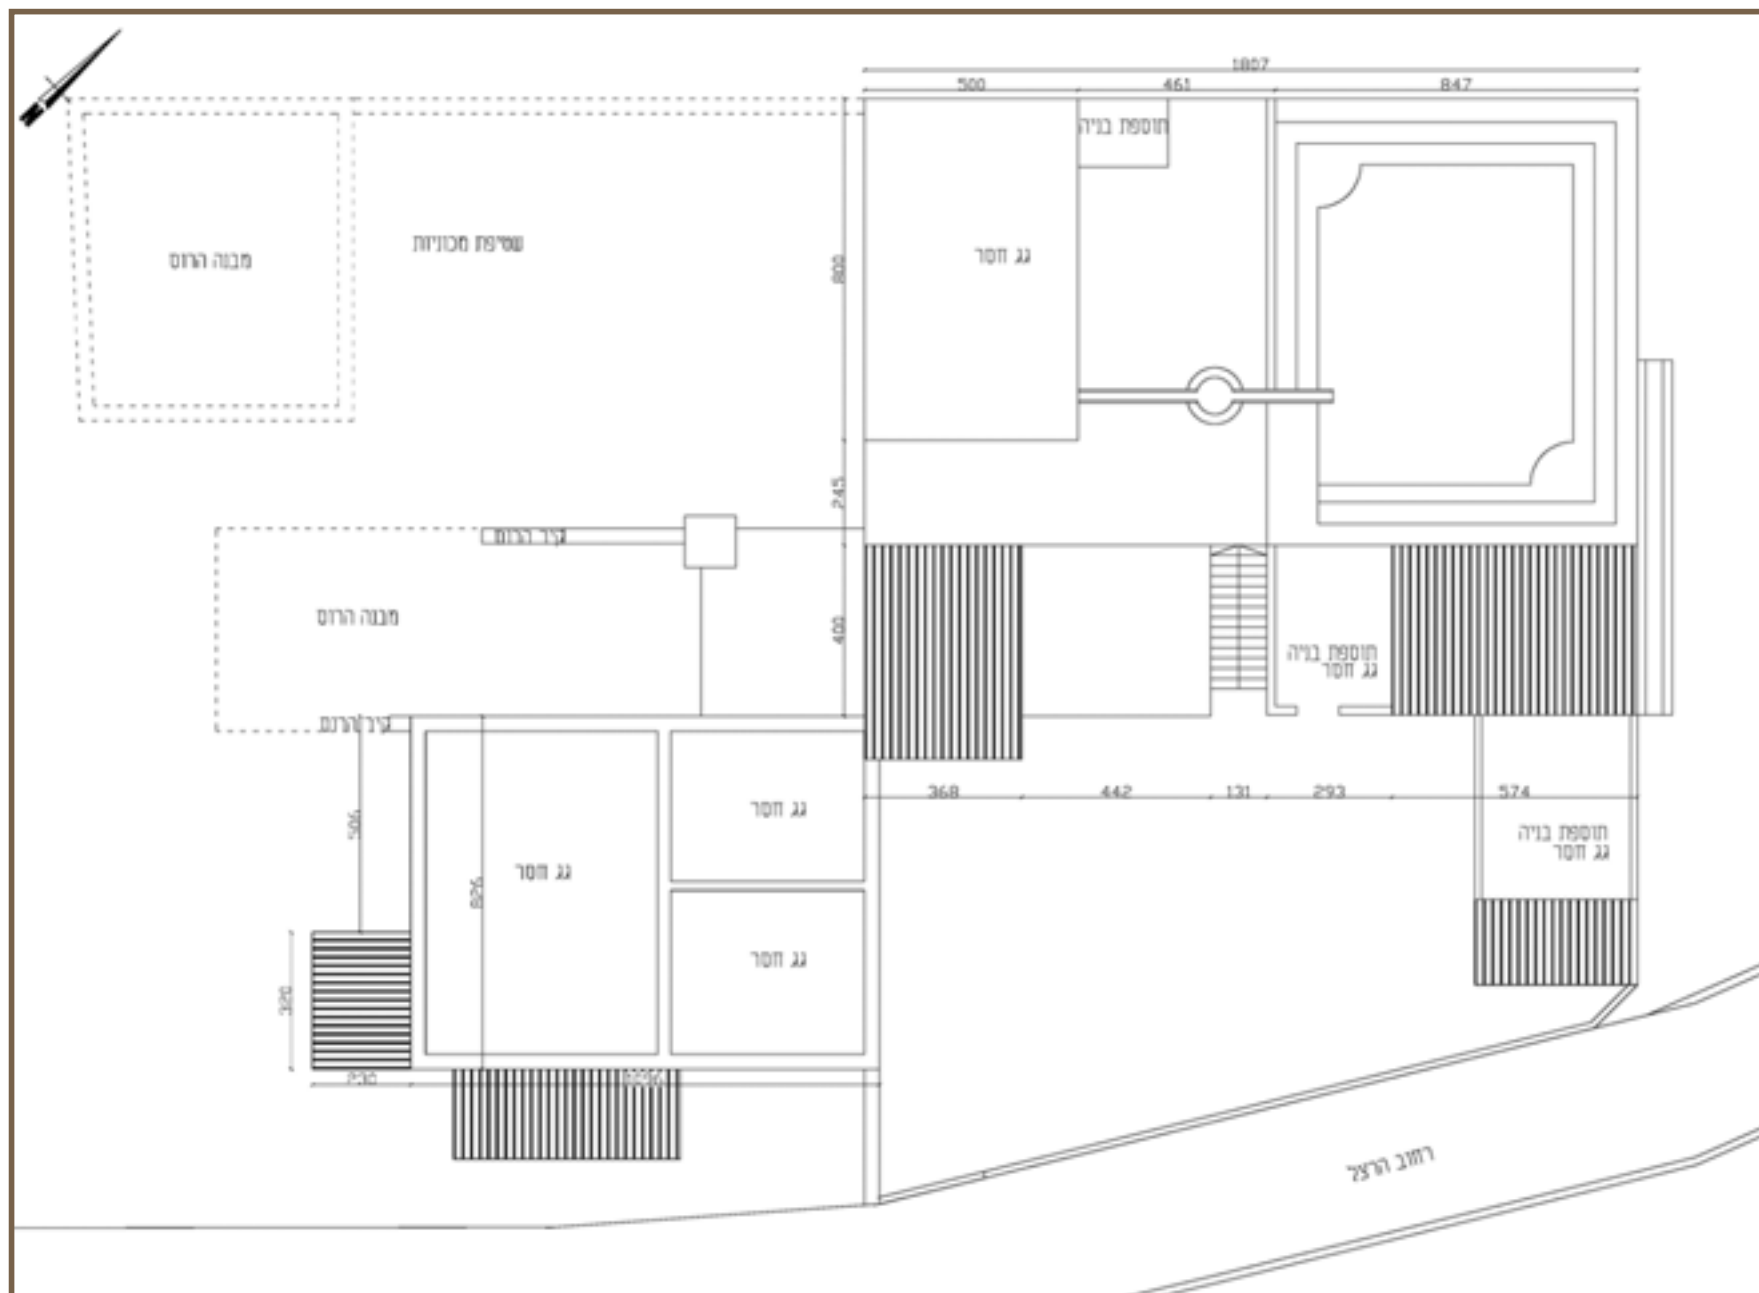 1807
500
461
847
תוספת בניה
שטיפת מכוניות
מבנה הרוס
גג חסר
800
245
קיר הרוס
מבנה הרוס
400
תוספת בניה
גג חסר
קיר הרוס
368
442
131
293
574
506
גג חסר
תוספת בניה
גג חסר
גג חסר
826
גג חסר
320
230
רחוב הרצל